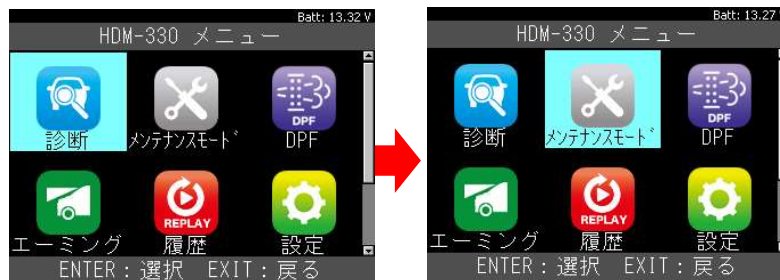 Batt: 13.32 V
HDM-330 メニュー
診断 メンテナンスモード DPF
DPF
エーミング 履歴 設定
REPLAY
ENTER：選択 EXIT：戻る
Batt: 13.27
HDM-330 メニュー
診断 メンテナンスモード DPF
DPF
エーミング 履歴 設定
REPLAY
ENTER：選択 EXIT：戻る